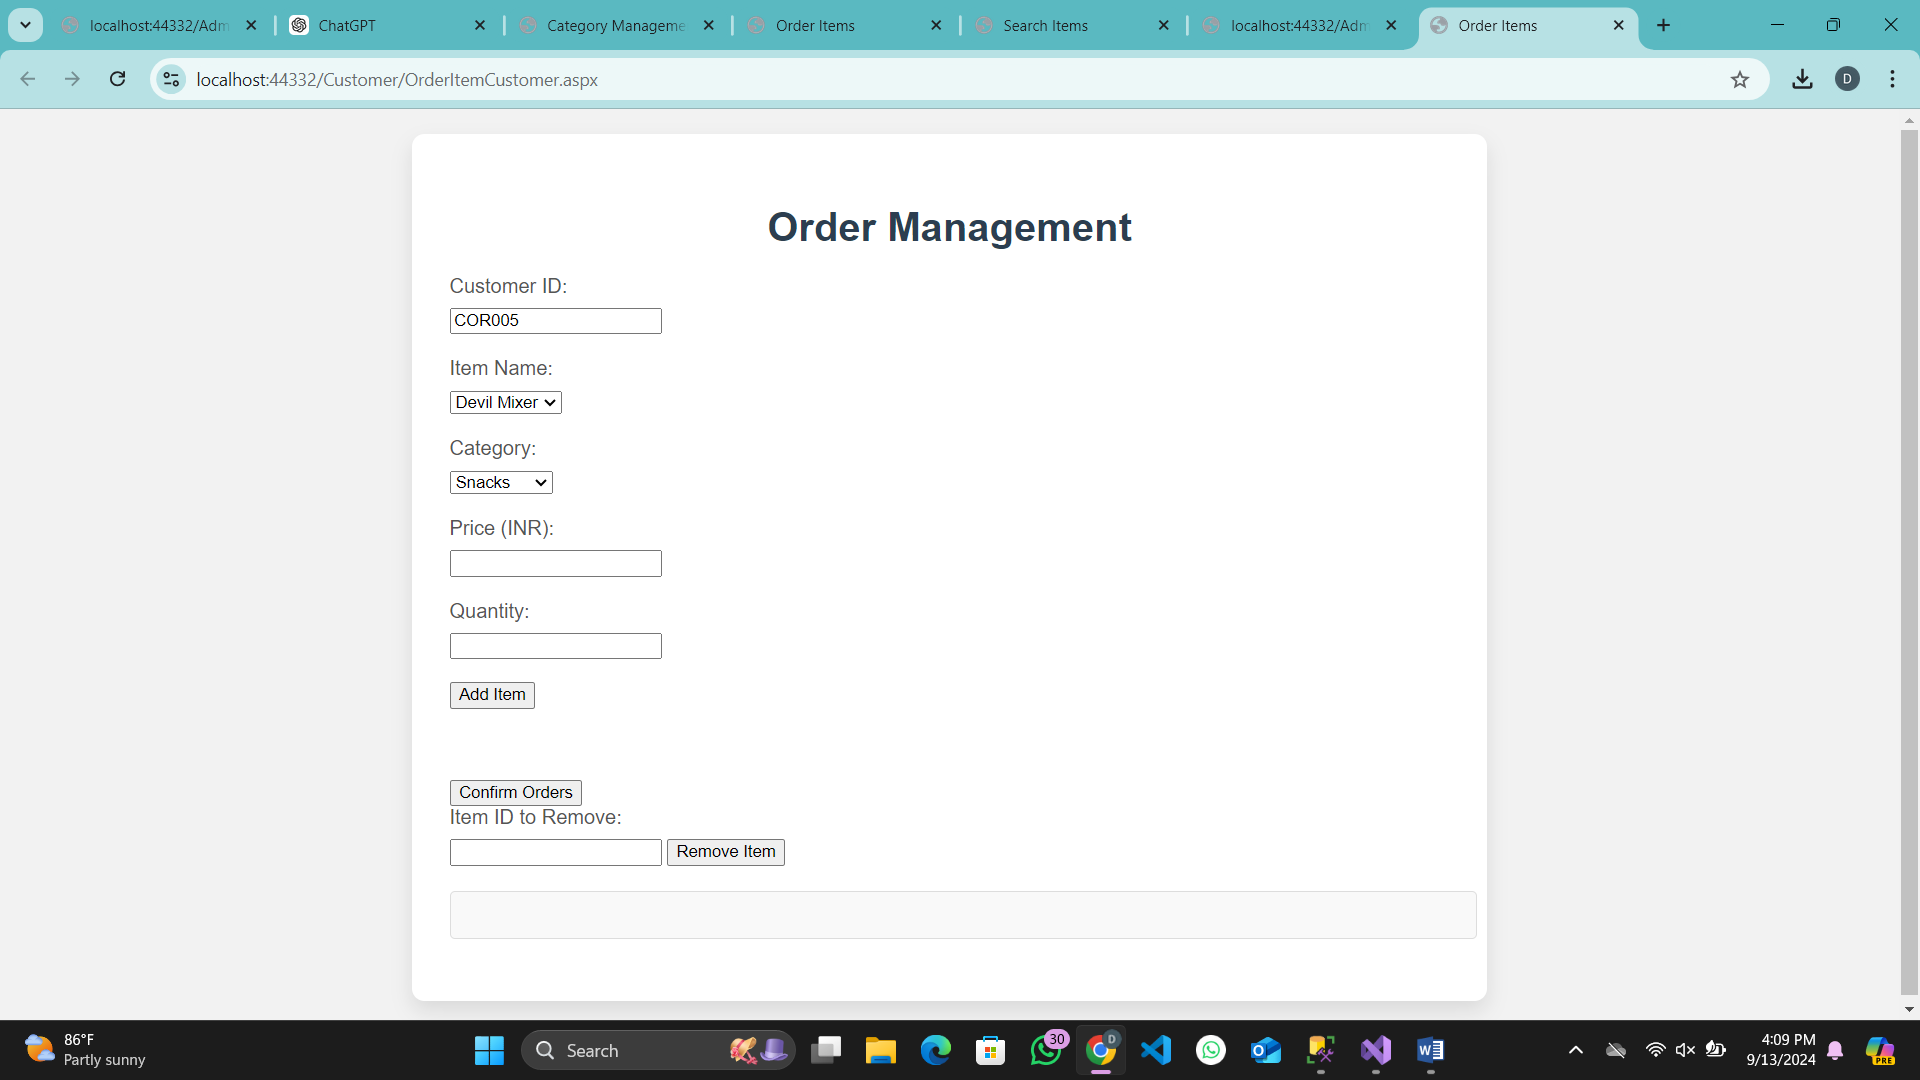 localhost:44332/Adm
ChatGPT
Category Manageme
Order Items
Search Items
localhost:44332/Adm
Order Items
localhost:44332/Customer/OrderItemCustomer.aspx
D
Order Management
Customer ID:
COR005
Item Name:
Devil Mixer
Category:
Snacks
Price (INR):
Quantity:
Add Item
Confirm Orders
Item ID to Remove:
Remove Item
86°F
Partly sunny
Search
30
D
4:09 PM
9/13/2024
PRE